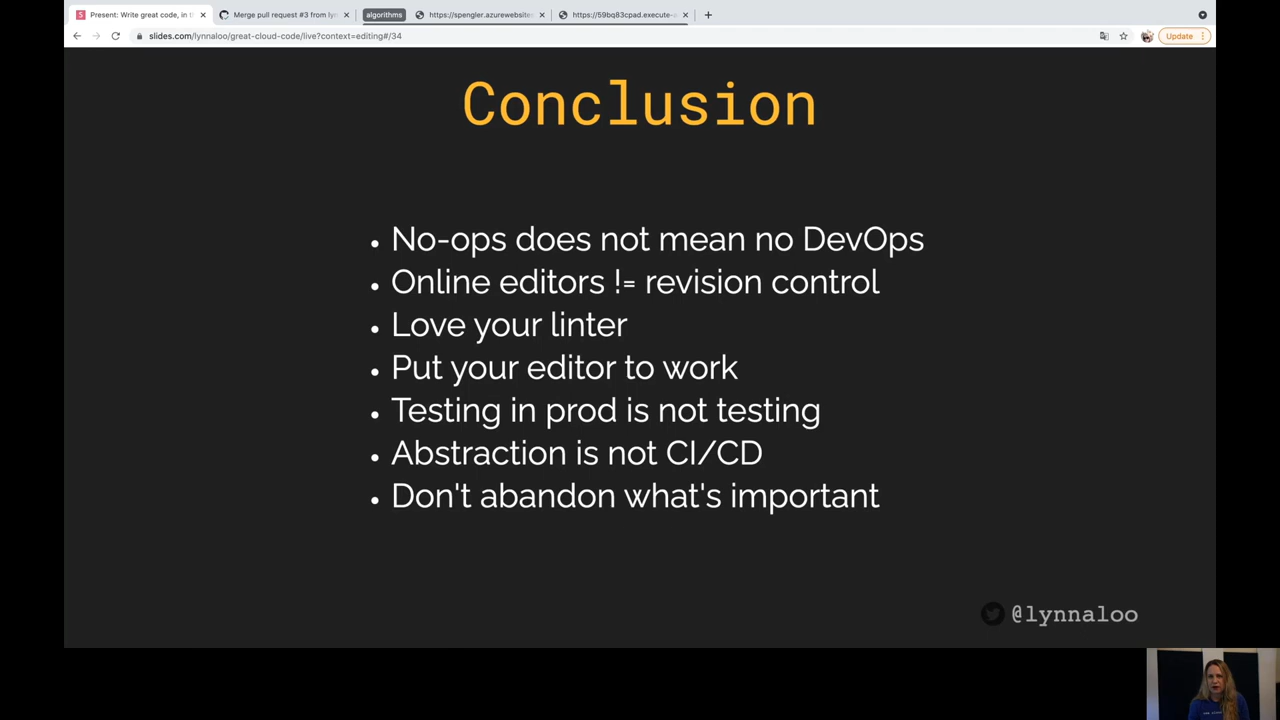 Present: Write great code, in th
Merge pull request #3 from lyn
algorithms
https://spengler.azurewebsite
https://59bq83cpad.execute-a
slides.com/lynnaloo/great-cloud-code/live?context=editing#/34
Update
Conclusion
• No-ops does not mean no DevOps
• Online editors != revision control
• Love your linter
• Put your editor to work
• Testing in prod is not testing
• Abstraction is not CI/CD
• Don't abandon what's important
@lynnaloo